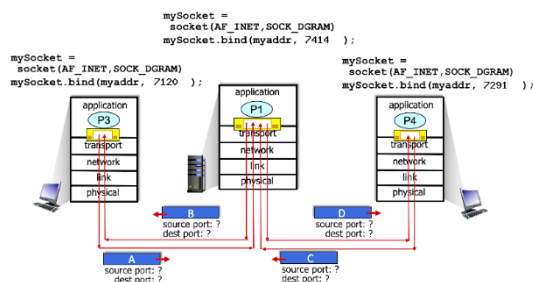 mySocket =
socket(AF_INET,SOCK_DGRAM)
mySocket.bind(myaddr, 7414 );
mySocket =
socket(AF_INET,SOCK_DGRAM)
mySocket.bind(myaddr, 7120 );
mySocket =
socket(AF_INET,SOCK_DGRAM)
mySocket.bind(myaddr, 7291 );
application
P3
transport
network
link
physical
application
P1
transport
network
link
physical
application
P4
transport
network
link
physical
B
source port: ?
dest port: ?
D
source port: ?
dest port: ?
A
source port: ?
dest port: ?
C
source port: ?
dest port: ?